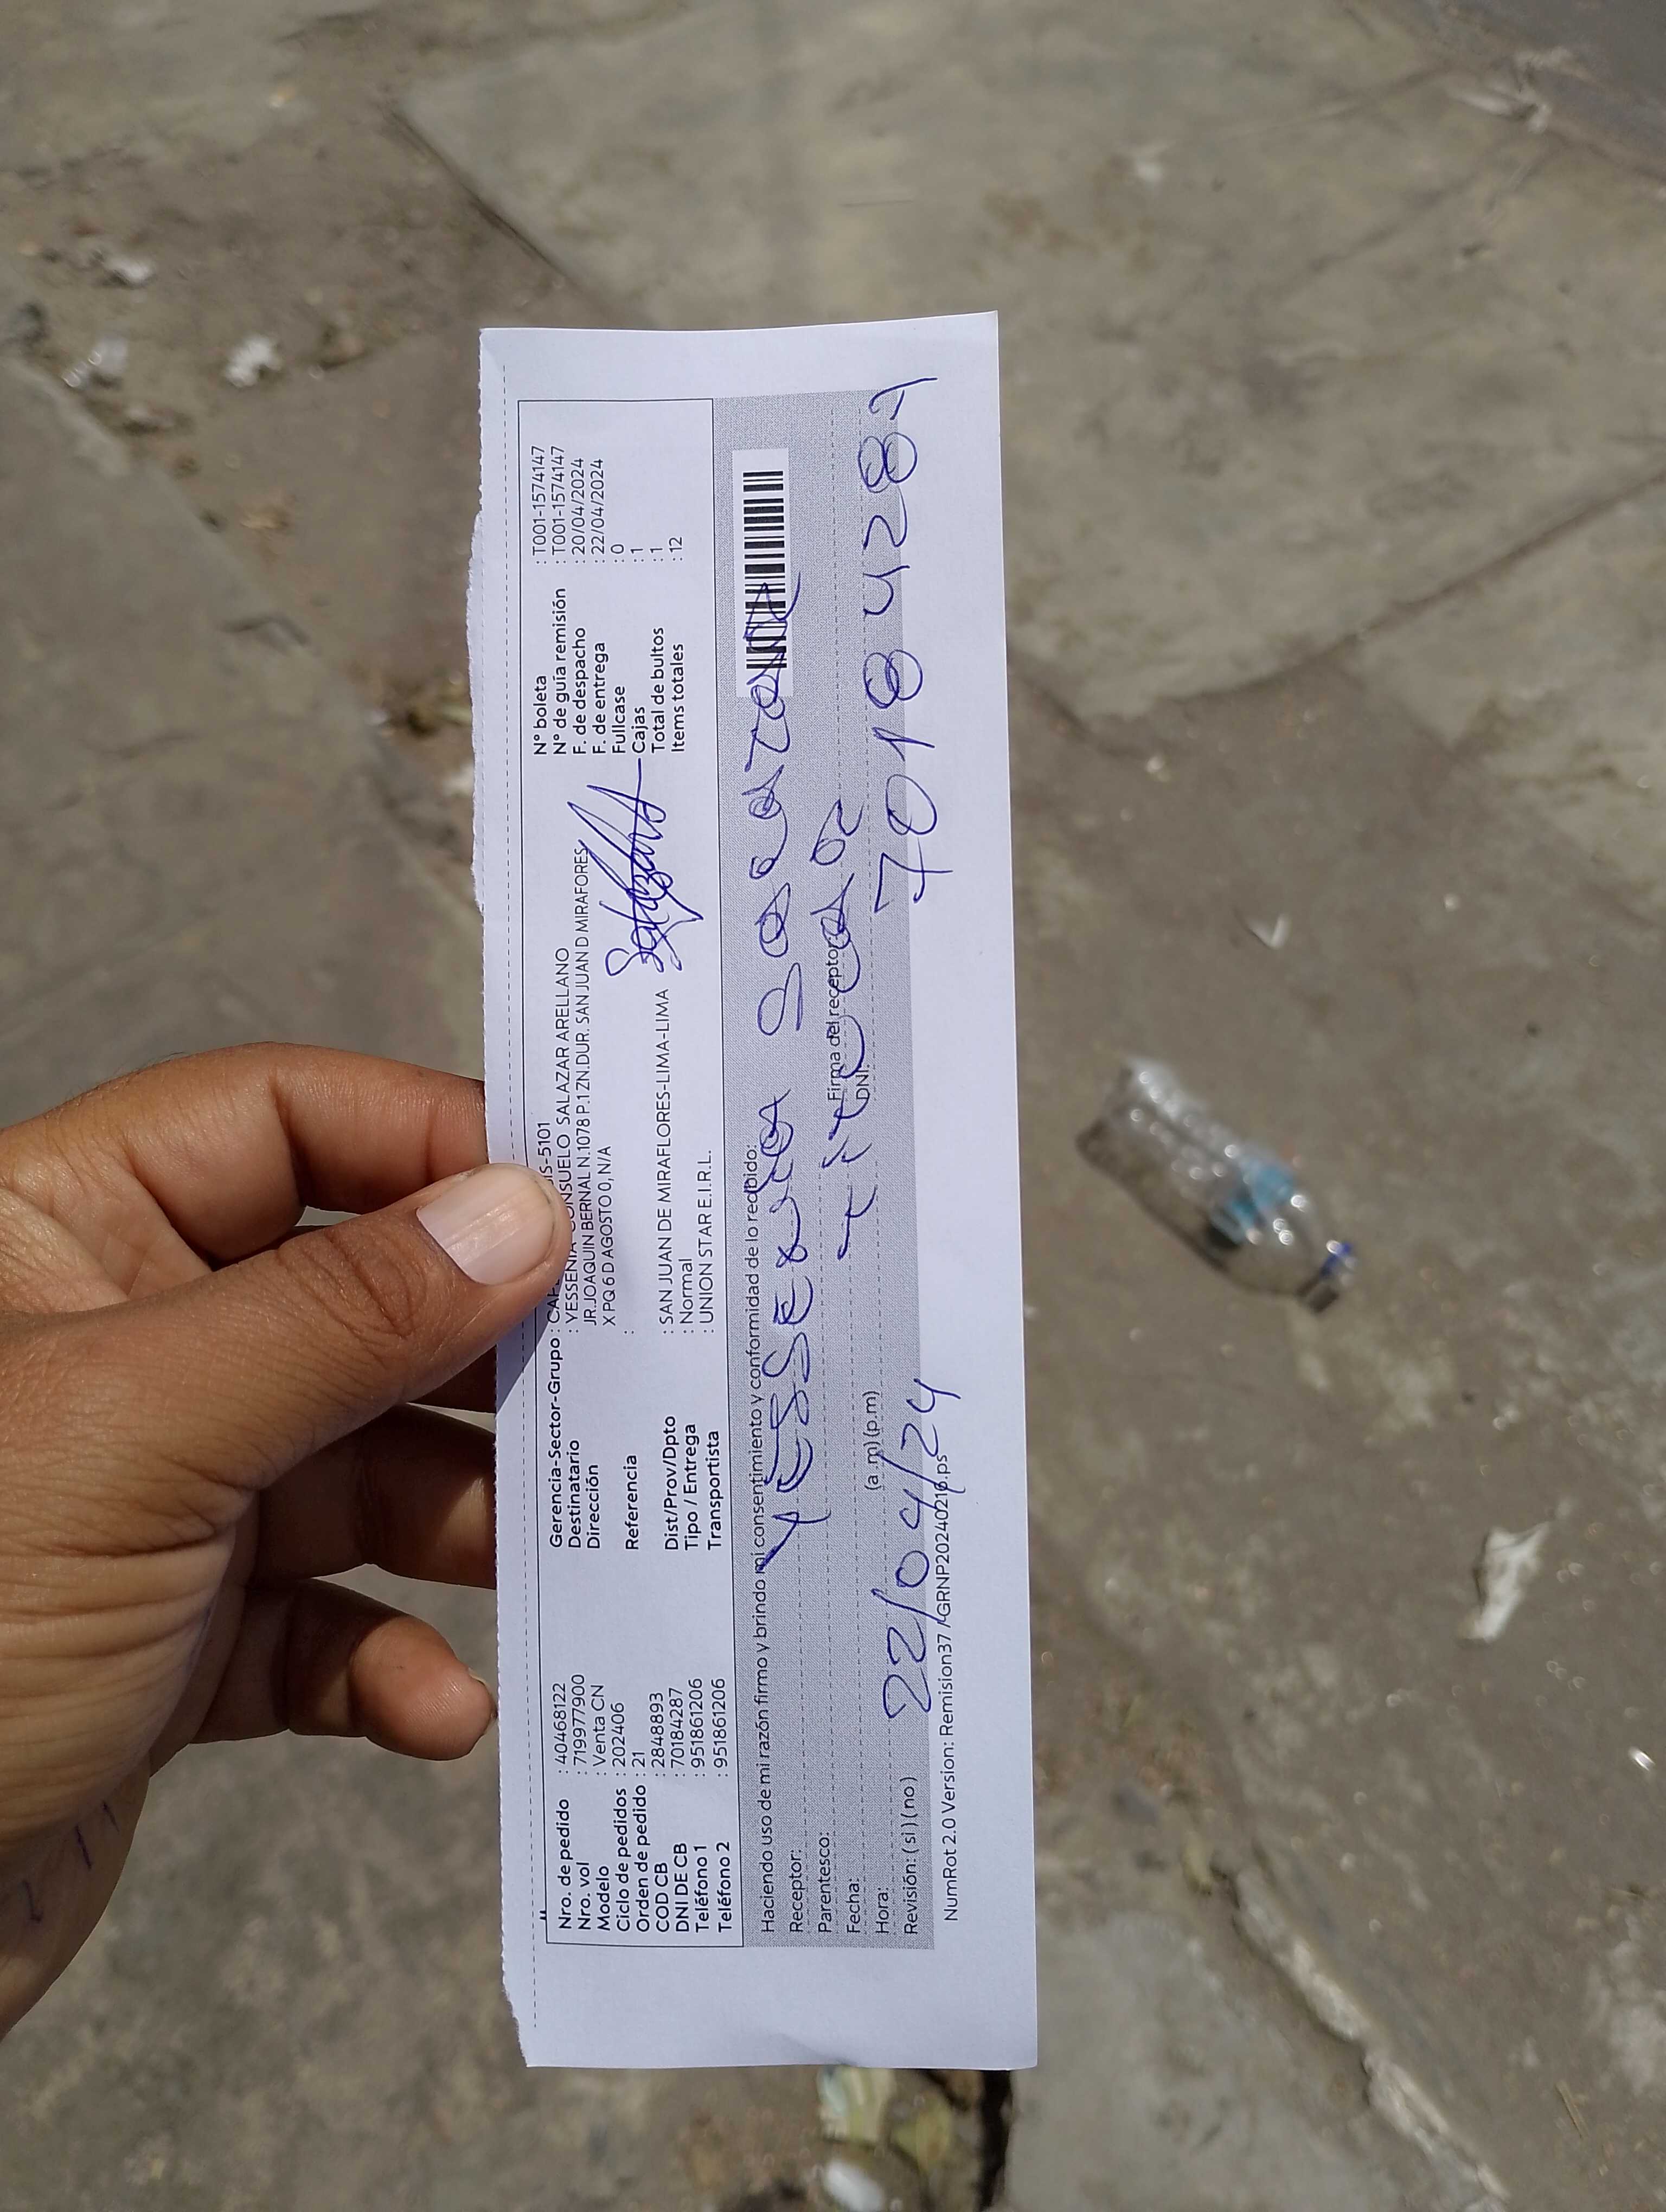 Nro. de pedido : 40468122
Nro. vol : 719977900
Modelo : Venta CN
Ciclo de pedidos : 202406
Orden de pedido : 21
COD CB : 2848893
DNI DE CB : 70184287
Teléfono 1 : 951861206
Teléfono 2 : 951861206
Gerencia-Sector-Grupo : IS-5101
Destinatario : YESSENIA CONSUELO SALAZAR ARELLANO
Dirección : JR.JOAQUIN BERNAL N.1078 P.1 ZN.DUR. SAN JUAN D MIRAFORES
X PQ 6 D AGOSTO 0, N/A
Referencia :
Dist/Prov/Dpto : SAN JUAN DE MIRAFLORES-LIMA-LIMA
Tipo / Entrega : Normal
Transportista : UNION STAR E.I.R.L.
N° boleta : T001-1574147
N° de guía remisión : T001-1574147
F. de despacho : 20/04/2024
F. de entrega : 22/04/2024
Fullcase : 0
Cajas : 1
Total de bultos : 1
Items totales : 12
Salazar
Haciendo uso de mi razón firmo y brindo mi consentimiento y conformidad de lo recibido:
Receptor: Yessenia Salazar
Parentesco: titular
Firma del receptor
Fecha: 22/04/24
DNI: 70184287
Hora: (a .m) (p.m)
Revisión: ( si ) ( no )
NumRot 2.0 Version: Remision37 /GRNP20240216.ps